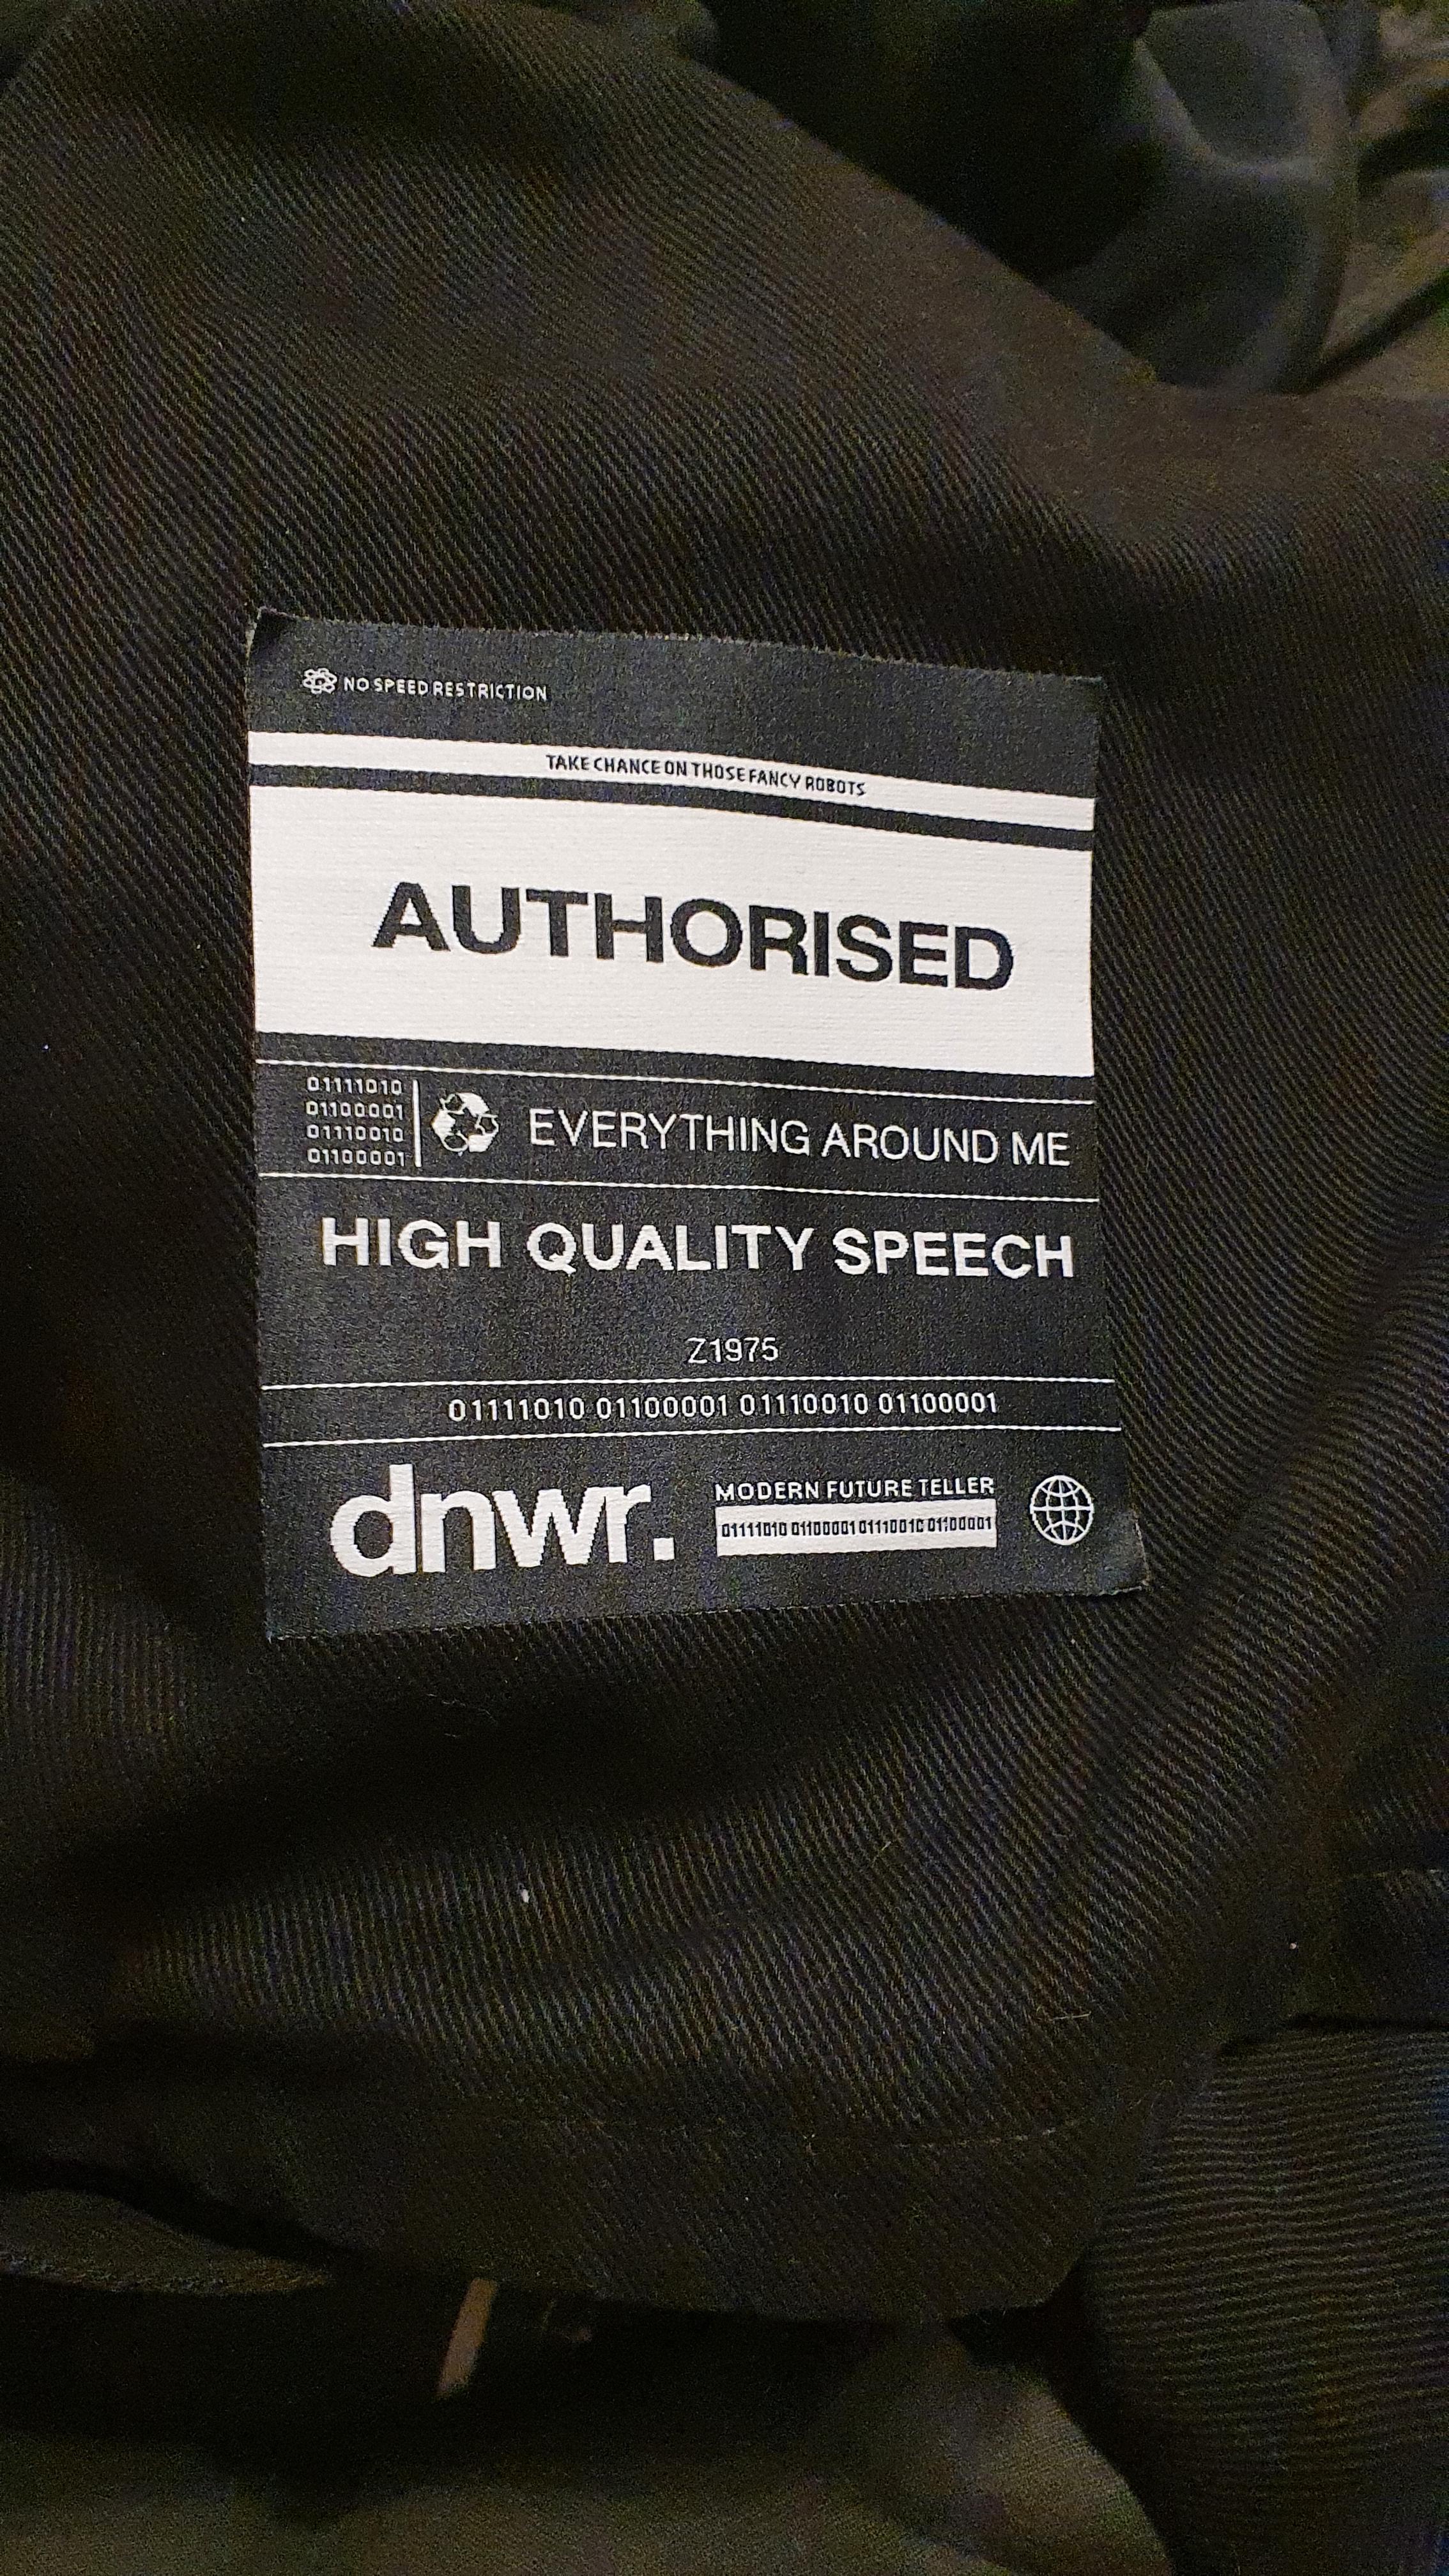 NO SPEED RESTRICTION
TAKE CHANCE ON THOSE FANCY ROBOTS
AUTHORISED
01111010
01100001
01110010
01100001
EVERYTHING AROUND ME
HIGH QUALITY SPEECH
Z1975
01111010 01100001 01110010 01100001
dnwr.
MODERN FUTURE TELLER
01111010 01100001 01110010 01100001